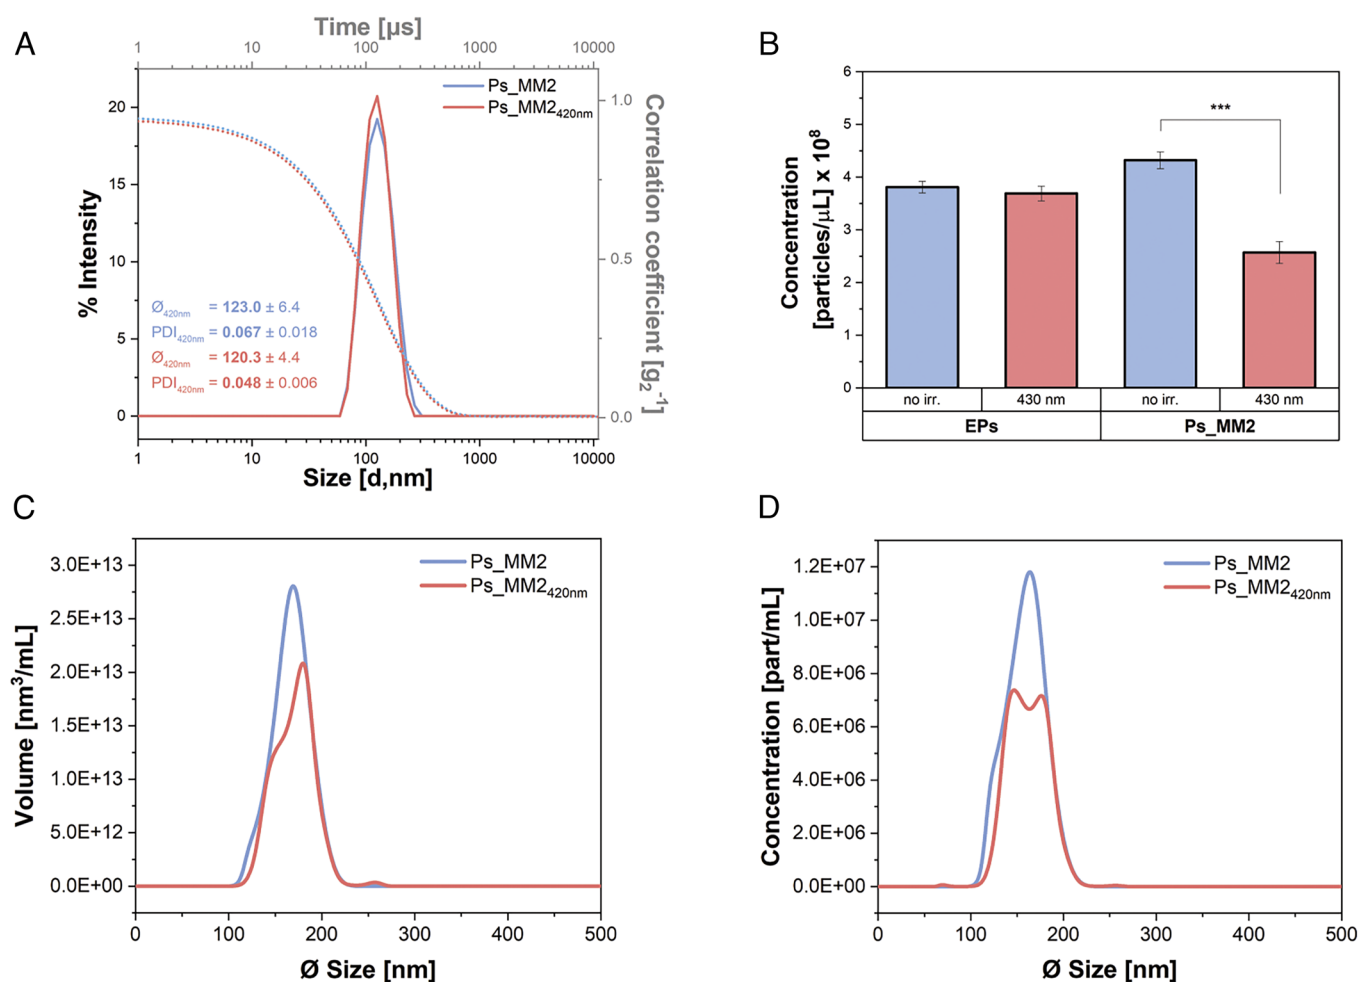 A
Time [µs]
1 10 100 1000 10000
Ps_MM2
Ps_MM2420nm
% Intensity
20
15
10
5
0
1.0
0.5
0.0
Correlation coefficient [g2-1]
Ø420nm = 123.0 ± 6.4
PDI420nm = 0.067 ± 0.018
Ø420nm = 120.3 ± 4.4
PDI420nm = 0.048 ± 0.006
1 10 100 1000 10000
Size [d,nm]
B
Concentration
[particles/µL] x 10⁸
6
5
4
3
2
1
0
***
no irr. 430 nm no irr. 430 nm
EPs Ps_MM2
C
Volume [nm³/mL]
3.0E+13
2.5E+13
2.0E+13
1.5E+13
1.0E+13
5.0E+12
0.0E+00
Ps_MM2
Ps_MM2420nm
0 100 200 300 400 500
Ø Size [nm]
D
Concentration [part/mL]
1.2E+07
1.0E+07
8.0E+06
6.0E+06
4.0E+06
2.0E+06
0.0E+00
Ps_MM2
Ps_MM2420nm
0 100 200 300 400 500
Ø Size [nm]